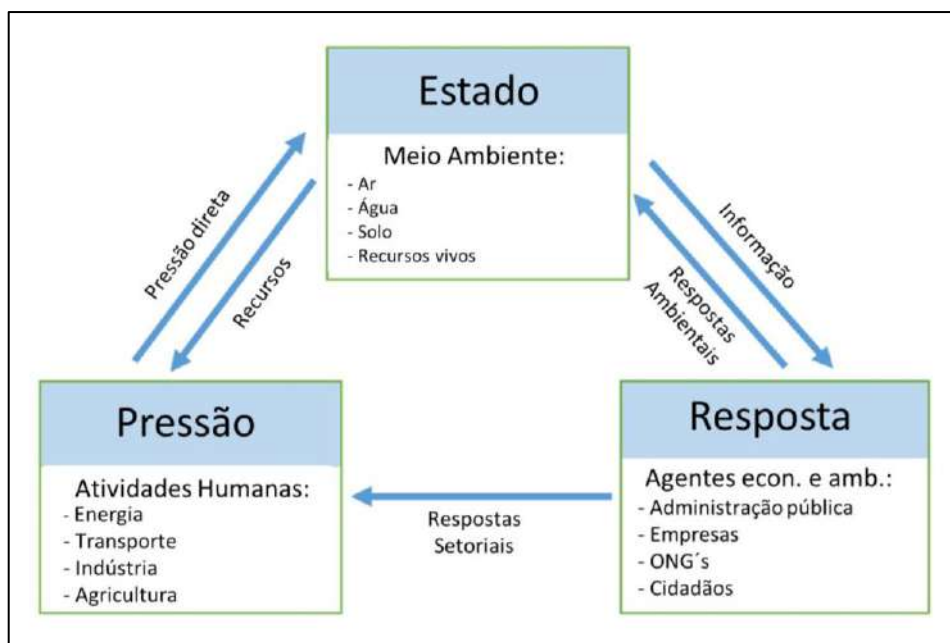 Estado
Meio Ambiente:
- Ar
- Água
- Solo
- Recursos vivos
Pressão direta
Recursos
Informação
Respostas
Ambientais
Pressão
Atividades Humanas:
- Energia
- Transporte
- Indústria
- Agricultura
Respostas
Setoriais
Resposta
Agentes econ. e amb.:
- Administração pública
- Empresas
- ONG´s
- Cidadãos